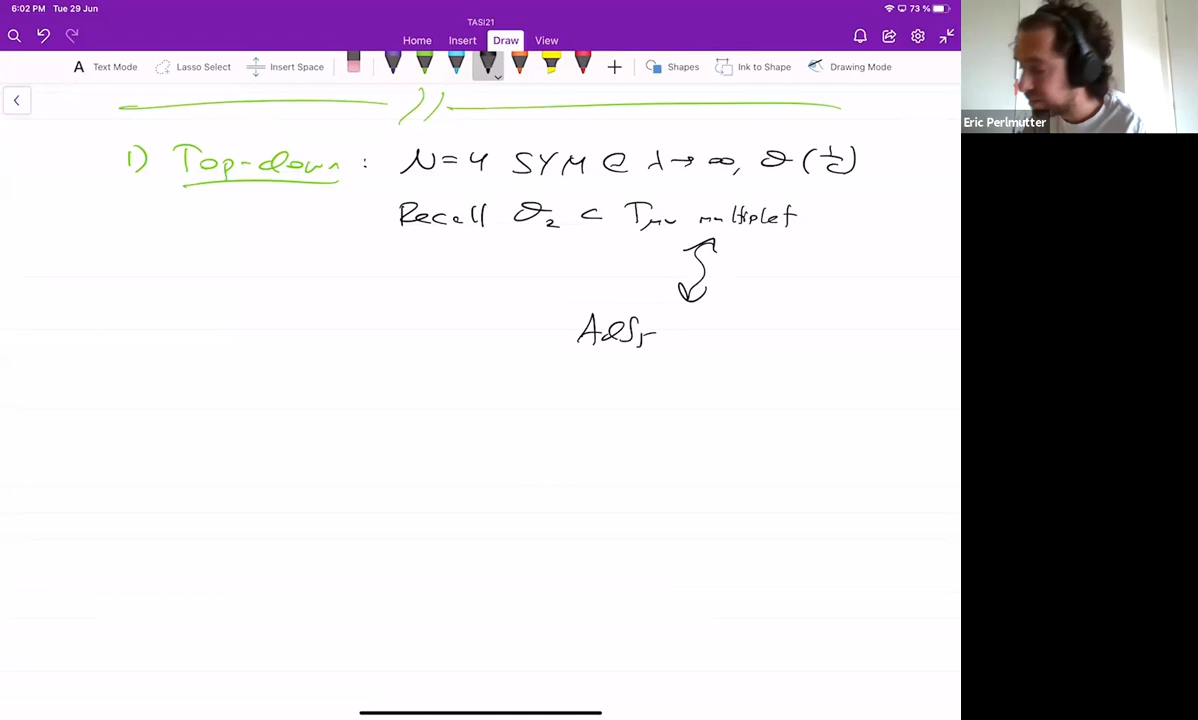 6:02 PM Tue 29 Jun
73 %
TASI21
Home Insert Draw View
Text Mode Lasso Select Insert Space Shapes Ink to Shape Drawing Mode
Eric Perlmutter
1) Top-down : N=4 SYM @ λ→∞, O(1/c)
Recall O₂ ⊂ Tμν multiplet
AdS₅